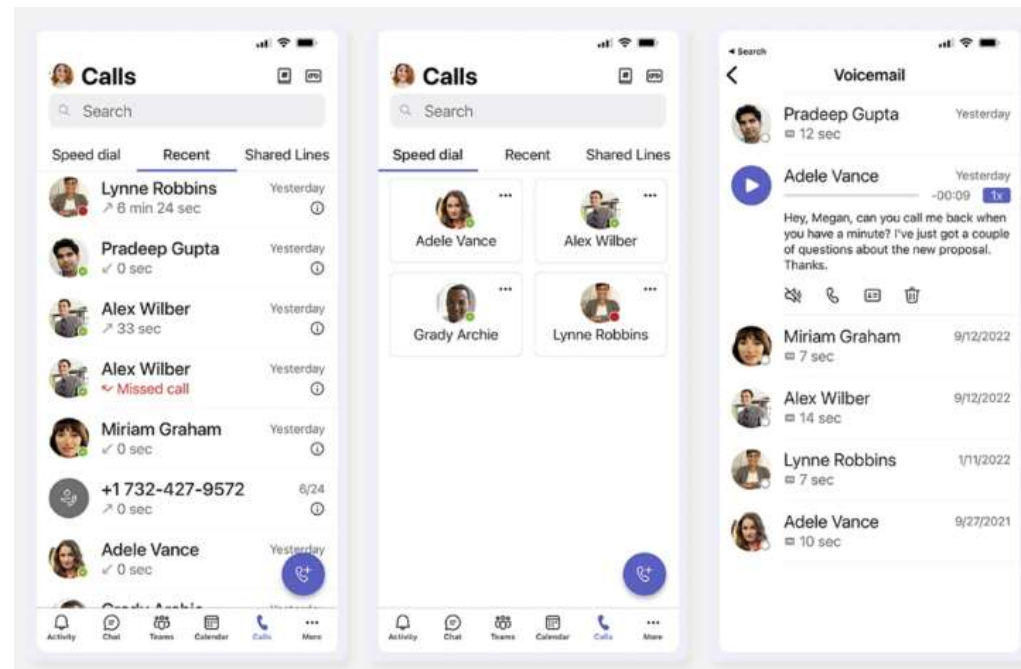 Calls
Search
Speed dial Recent Shared Lines
Lynne Robbins Yesterday
6 min 24 sec
Pradeep Gupta Yesterday
0 sec
Alex Wilber Yesterday
33 sec
Alex Wilber Yesterday
Missed call
Miriam Graham Yesterday
0 sec
+1 732-427-9572 6/24
0 sec
Adele Vance Yesterday
0 sec
Activity Chat Teams Calendar Calls More
Calls
Search
Speed dial Recent Shared Lines
Adele Vance Alex Wilber
Grady Archie Lynne Robbins
Activity Chat Teams Calendar Calls More
Search
Voicemail
Pradeep Gupta Yesterday
12 sec
Adele Vance Yesterday
-00:09 1x
Hey, Megan, can you call me back when
you have a minute? I've just got a couple
of questions about the new proposal.
Thanks.
Miriam Graham 9/12/2022
7 sec
Alex Wilber 9/12/2022
14 sec
Lynne Robbins 1/11/2022
7 sec
Adele Vance 9/27/2021
10 sec